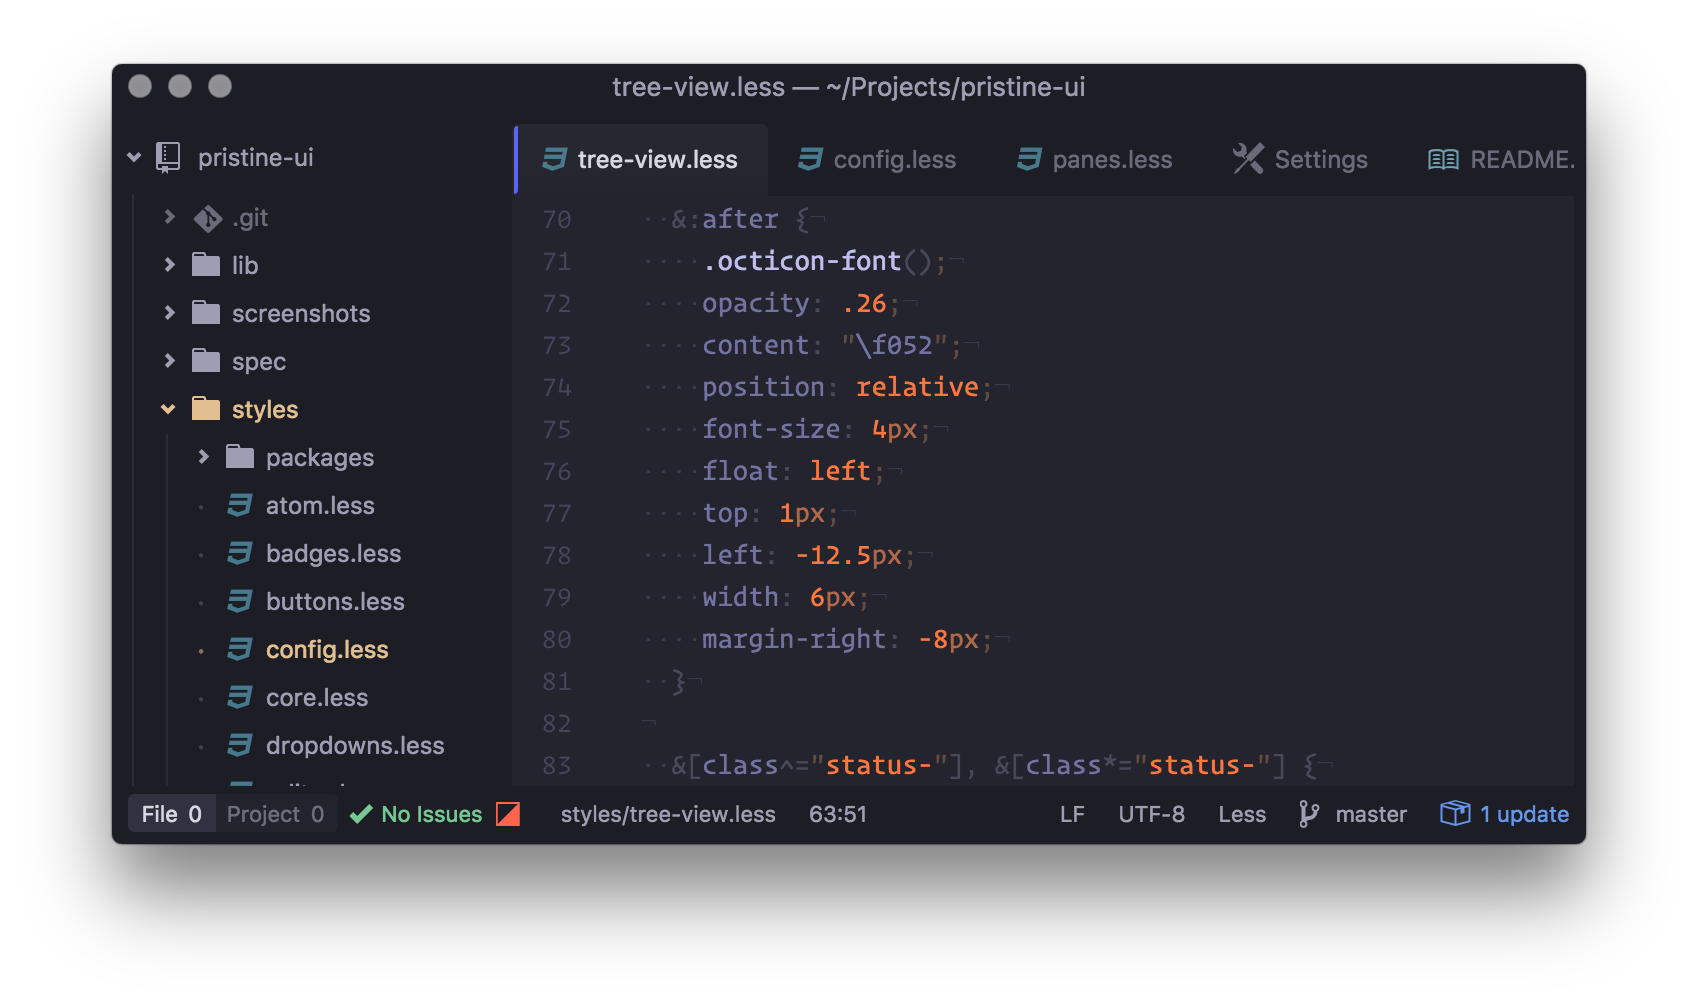 tree-view.less — ~/Projects/pristine-ui
pristine-ui
.git
lib
screenshots
spec
styles
packages
atom.less
badges.less
buttons.less
config.less
core.less
dropdowns.less
tree-view.less config.less panes.less Settings README.
70 &:after {
71 .octicon-font();
72 opacity: .26;
73 content: "\f052";
74 position: relative;
75 font-size: 4px;
76 float: left;
77 top: 1px;
78 left: -12.5px;
79 width: 6px;
80 margin-right: -8px;
81 }
82
83 &[class^="status-"], &[class*="status-"] {
File 0 Project 0 No Issues styles/tree-view.less 63:51 LF UTF-8 Less master 1 update